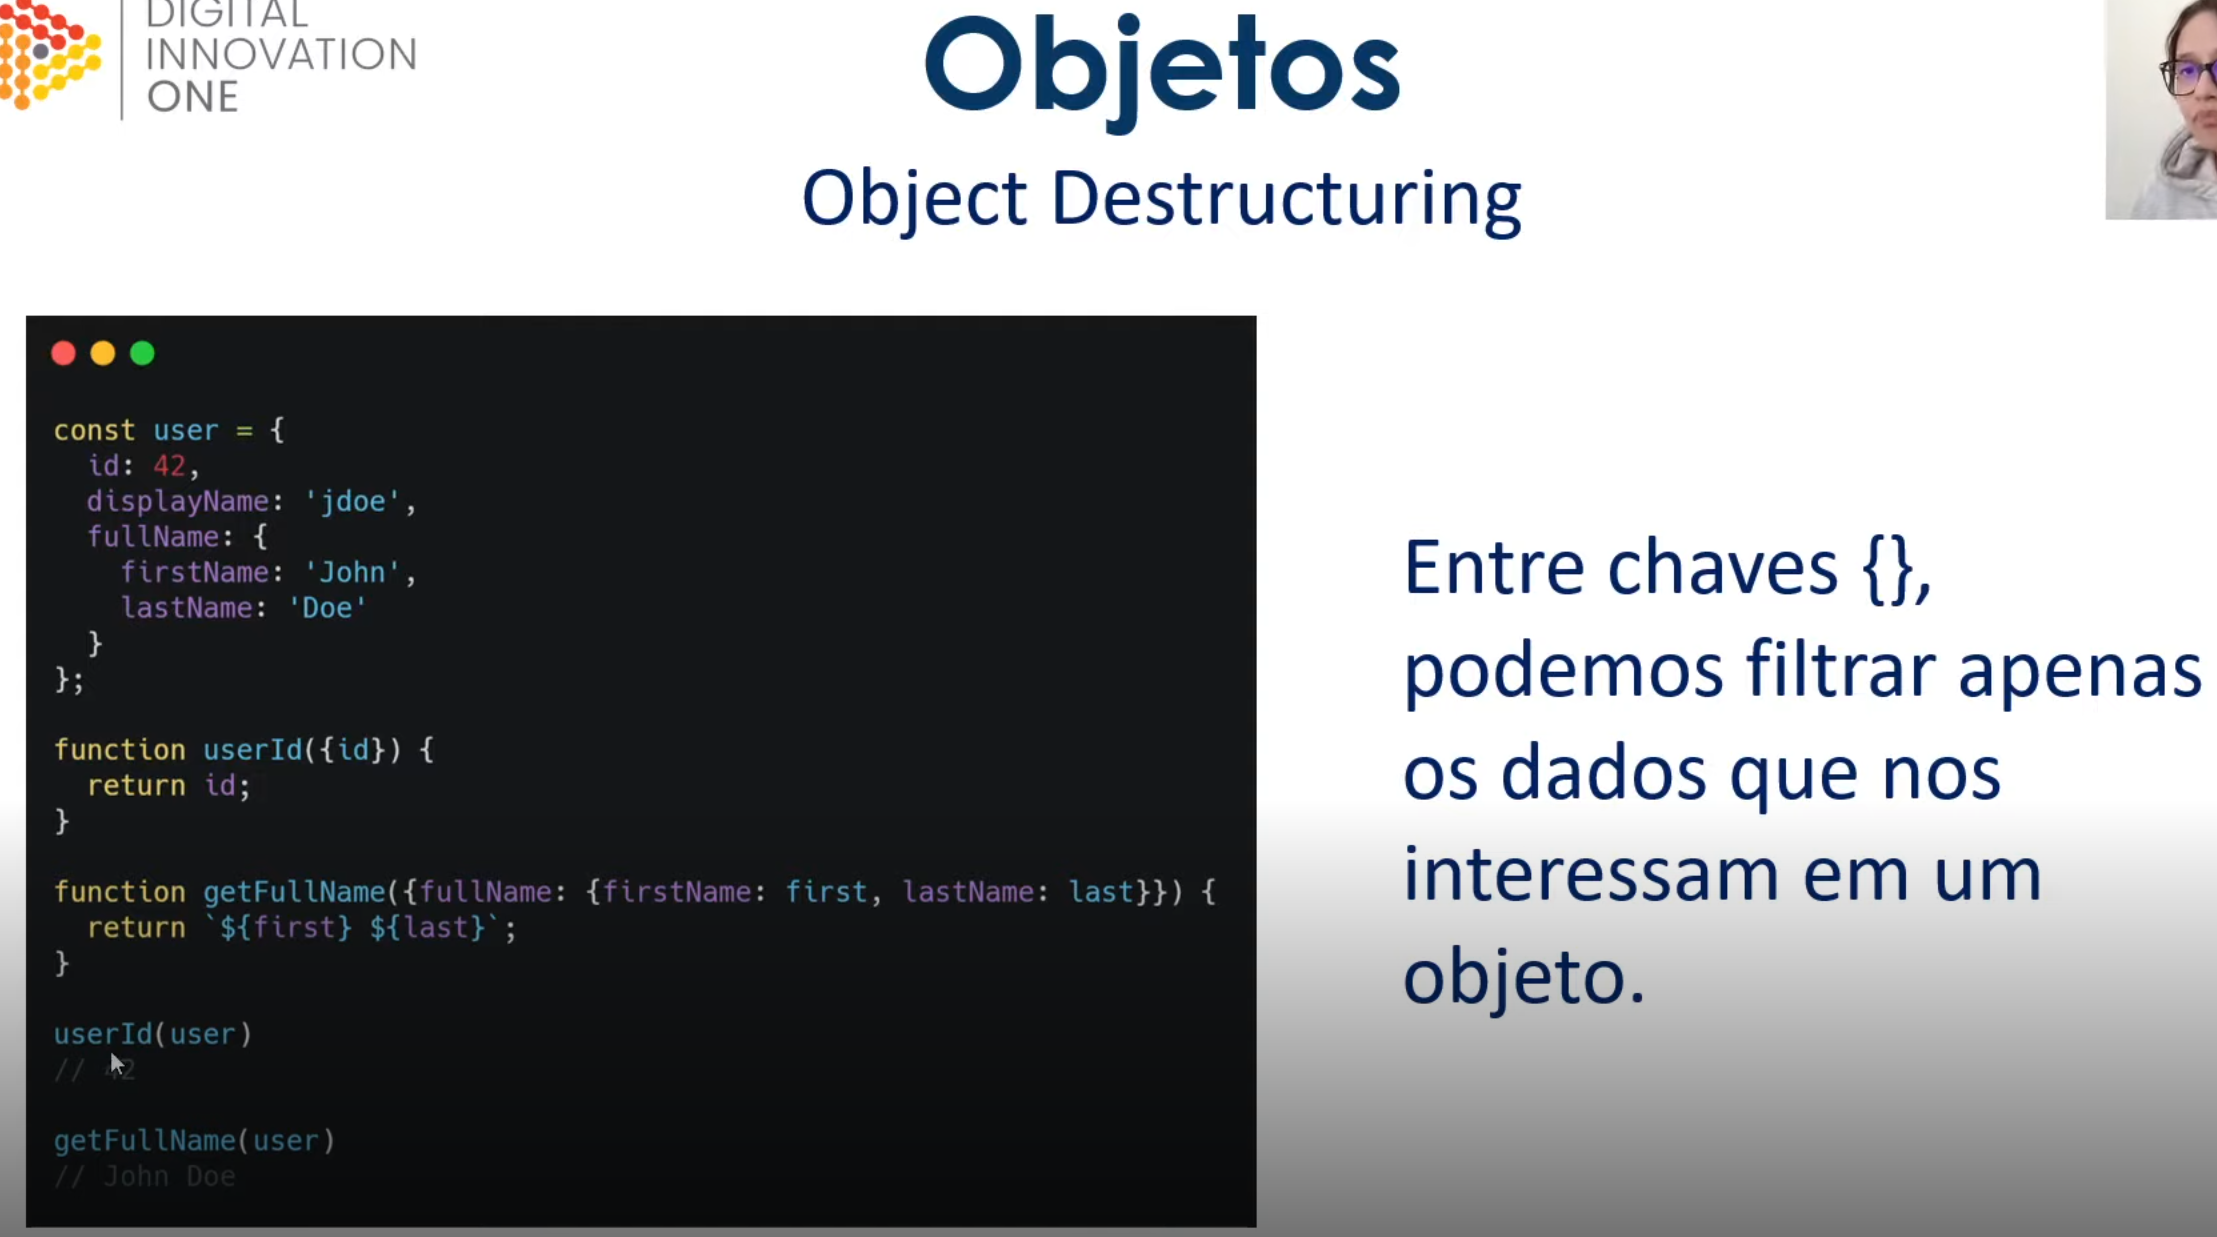 DIGITAL
INNOVATION
ONE
Objetos
Object Destructuring
const user = {
  id: 42,
  displayName: 'jdoe',
  fullName: {
    firstName: 'John',
    lastName: 'Doe'
  }
};
function userId({id}) {
  return id;
}
function getFullName({fullName: {firstName: first, lastName: last}}) {
  return `${first} ${last}`;
}
userId(user)
// 42
getFullName(user)
// John Doe
Entre chaves {},
podemos filtrar apenas
os dados que nos
interessam em um
objeto.